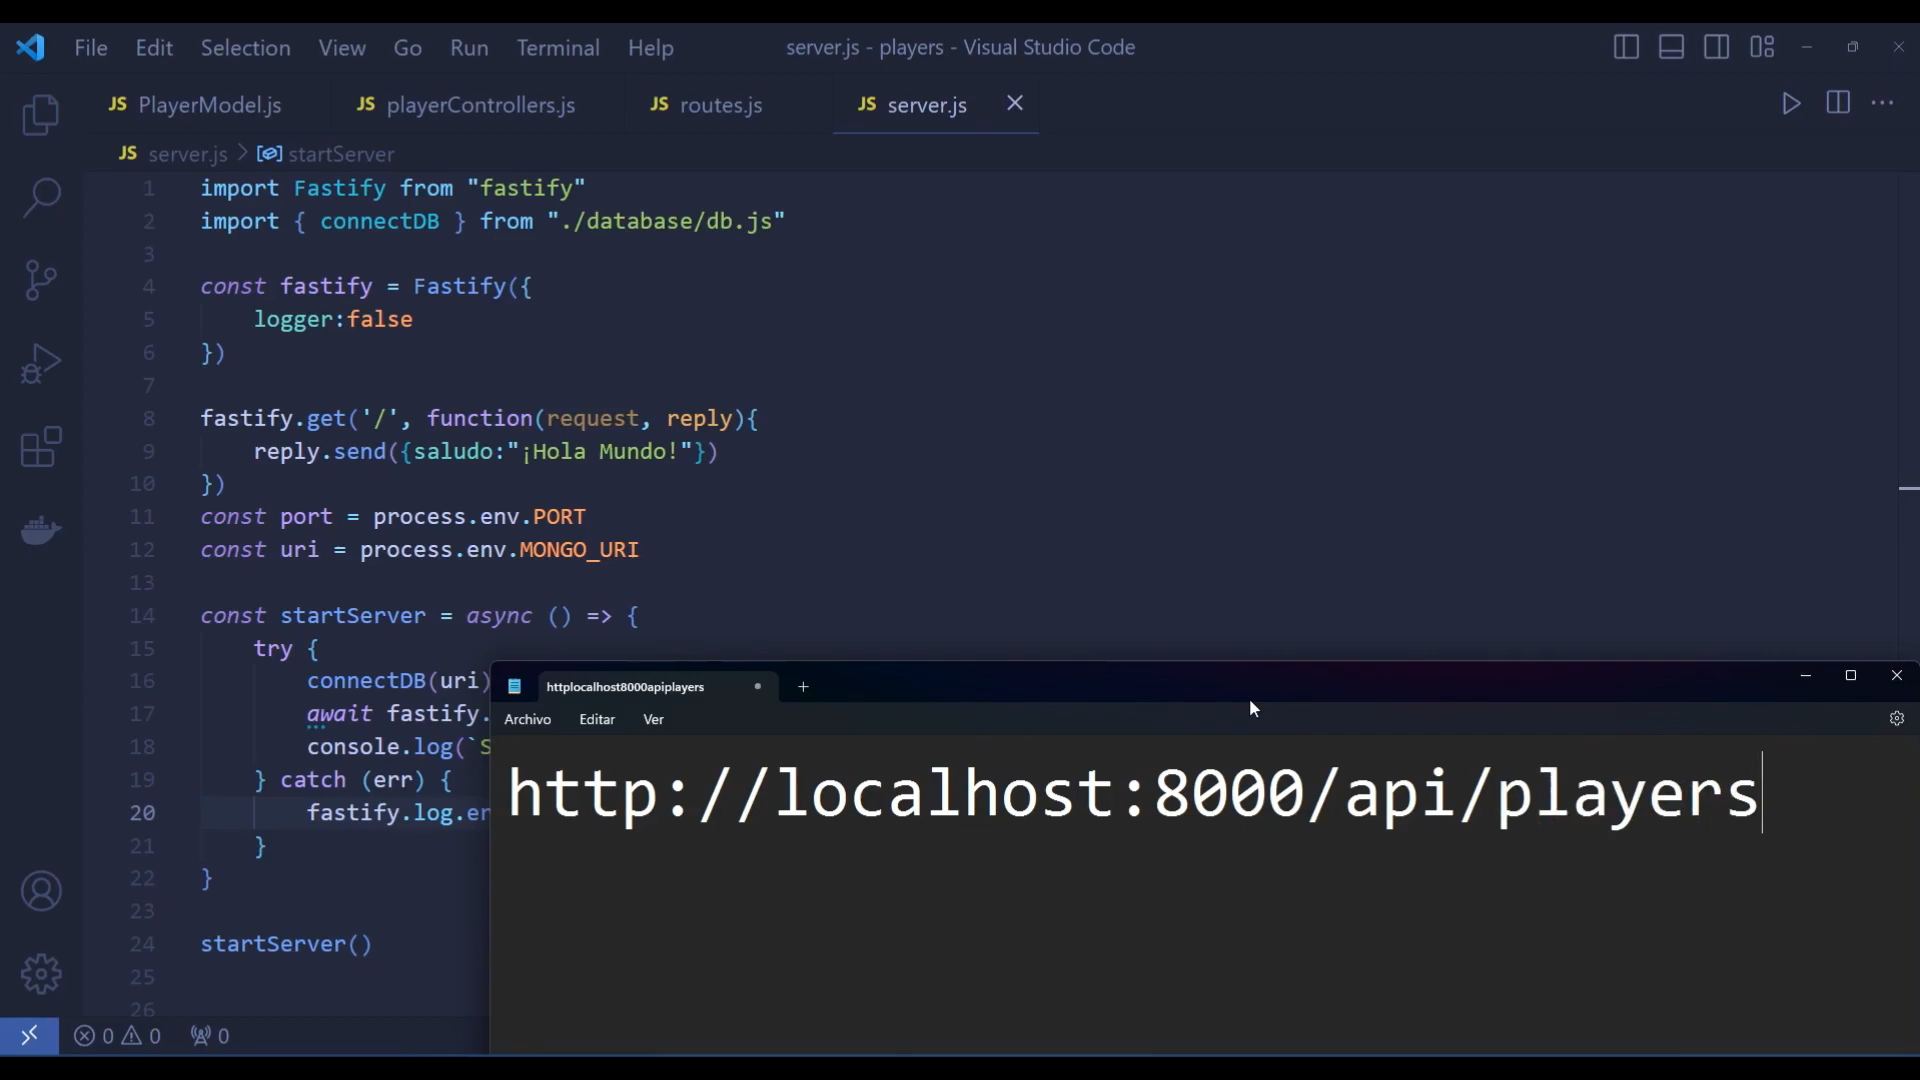 File Edit Selection View Go Run Terminal Help server.js - players - Visual Studio Code
JS PlayerModel.js JS playerControllers.js JS routes.js JS server.js
JS server.js > startServer
1 import Fastify from "fastify"
2 import { connectDB } from "./database/db.js"
3
4 const fastify = Fastify({
5 logger:false
6 })
7
8 fastify.get('/', function(request, reply){
9 reply.send({saludo:"¡Hola Mundo!"})
10 })
11 const port = process.env.PORT
12 const uri = process.env.MONGO_URI
13
14 const startServer = async () => {
15 try {
16 connectDB(uri)
17 await fastify.
18 console.log(`S
19 } catch (err) {
20 fastify.log.er
21 }
22 }
23
24 startServer()
25
26
httplocalhost8000apiplayers
Archivo Editar Ver
http://localhost:8000/api/players
0 0 0